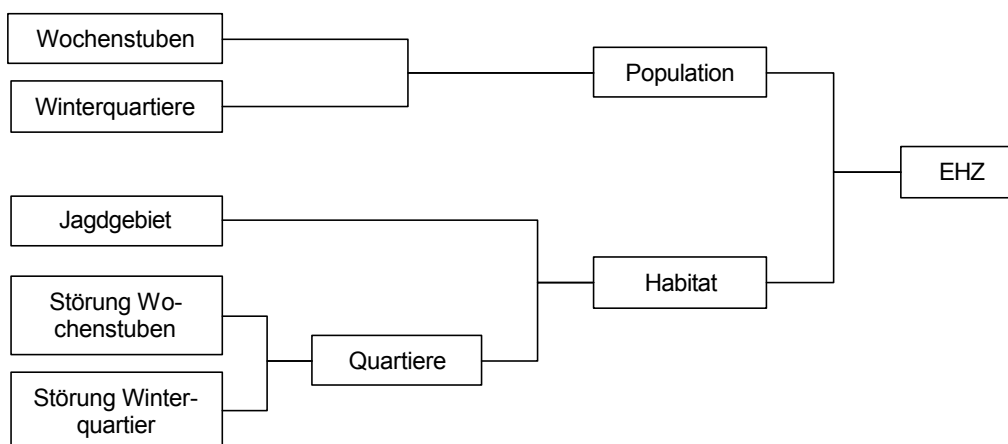 Wochenstuben
Winterquartiere
Population
EHZ
Jagdgebiet
Habitat
Störung Wo-
chenstuben
Quartiere
Störung Winter-
quartier